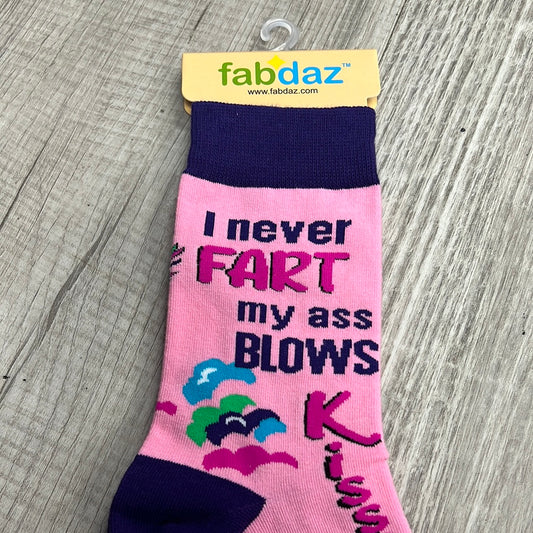 fabdaz™
www.fabdaz.com
I never
FART
my ass
BLOWS
Kiss